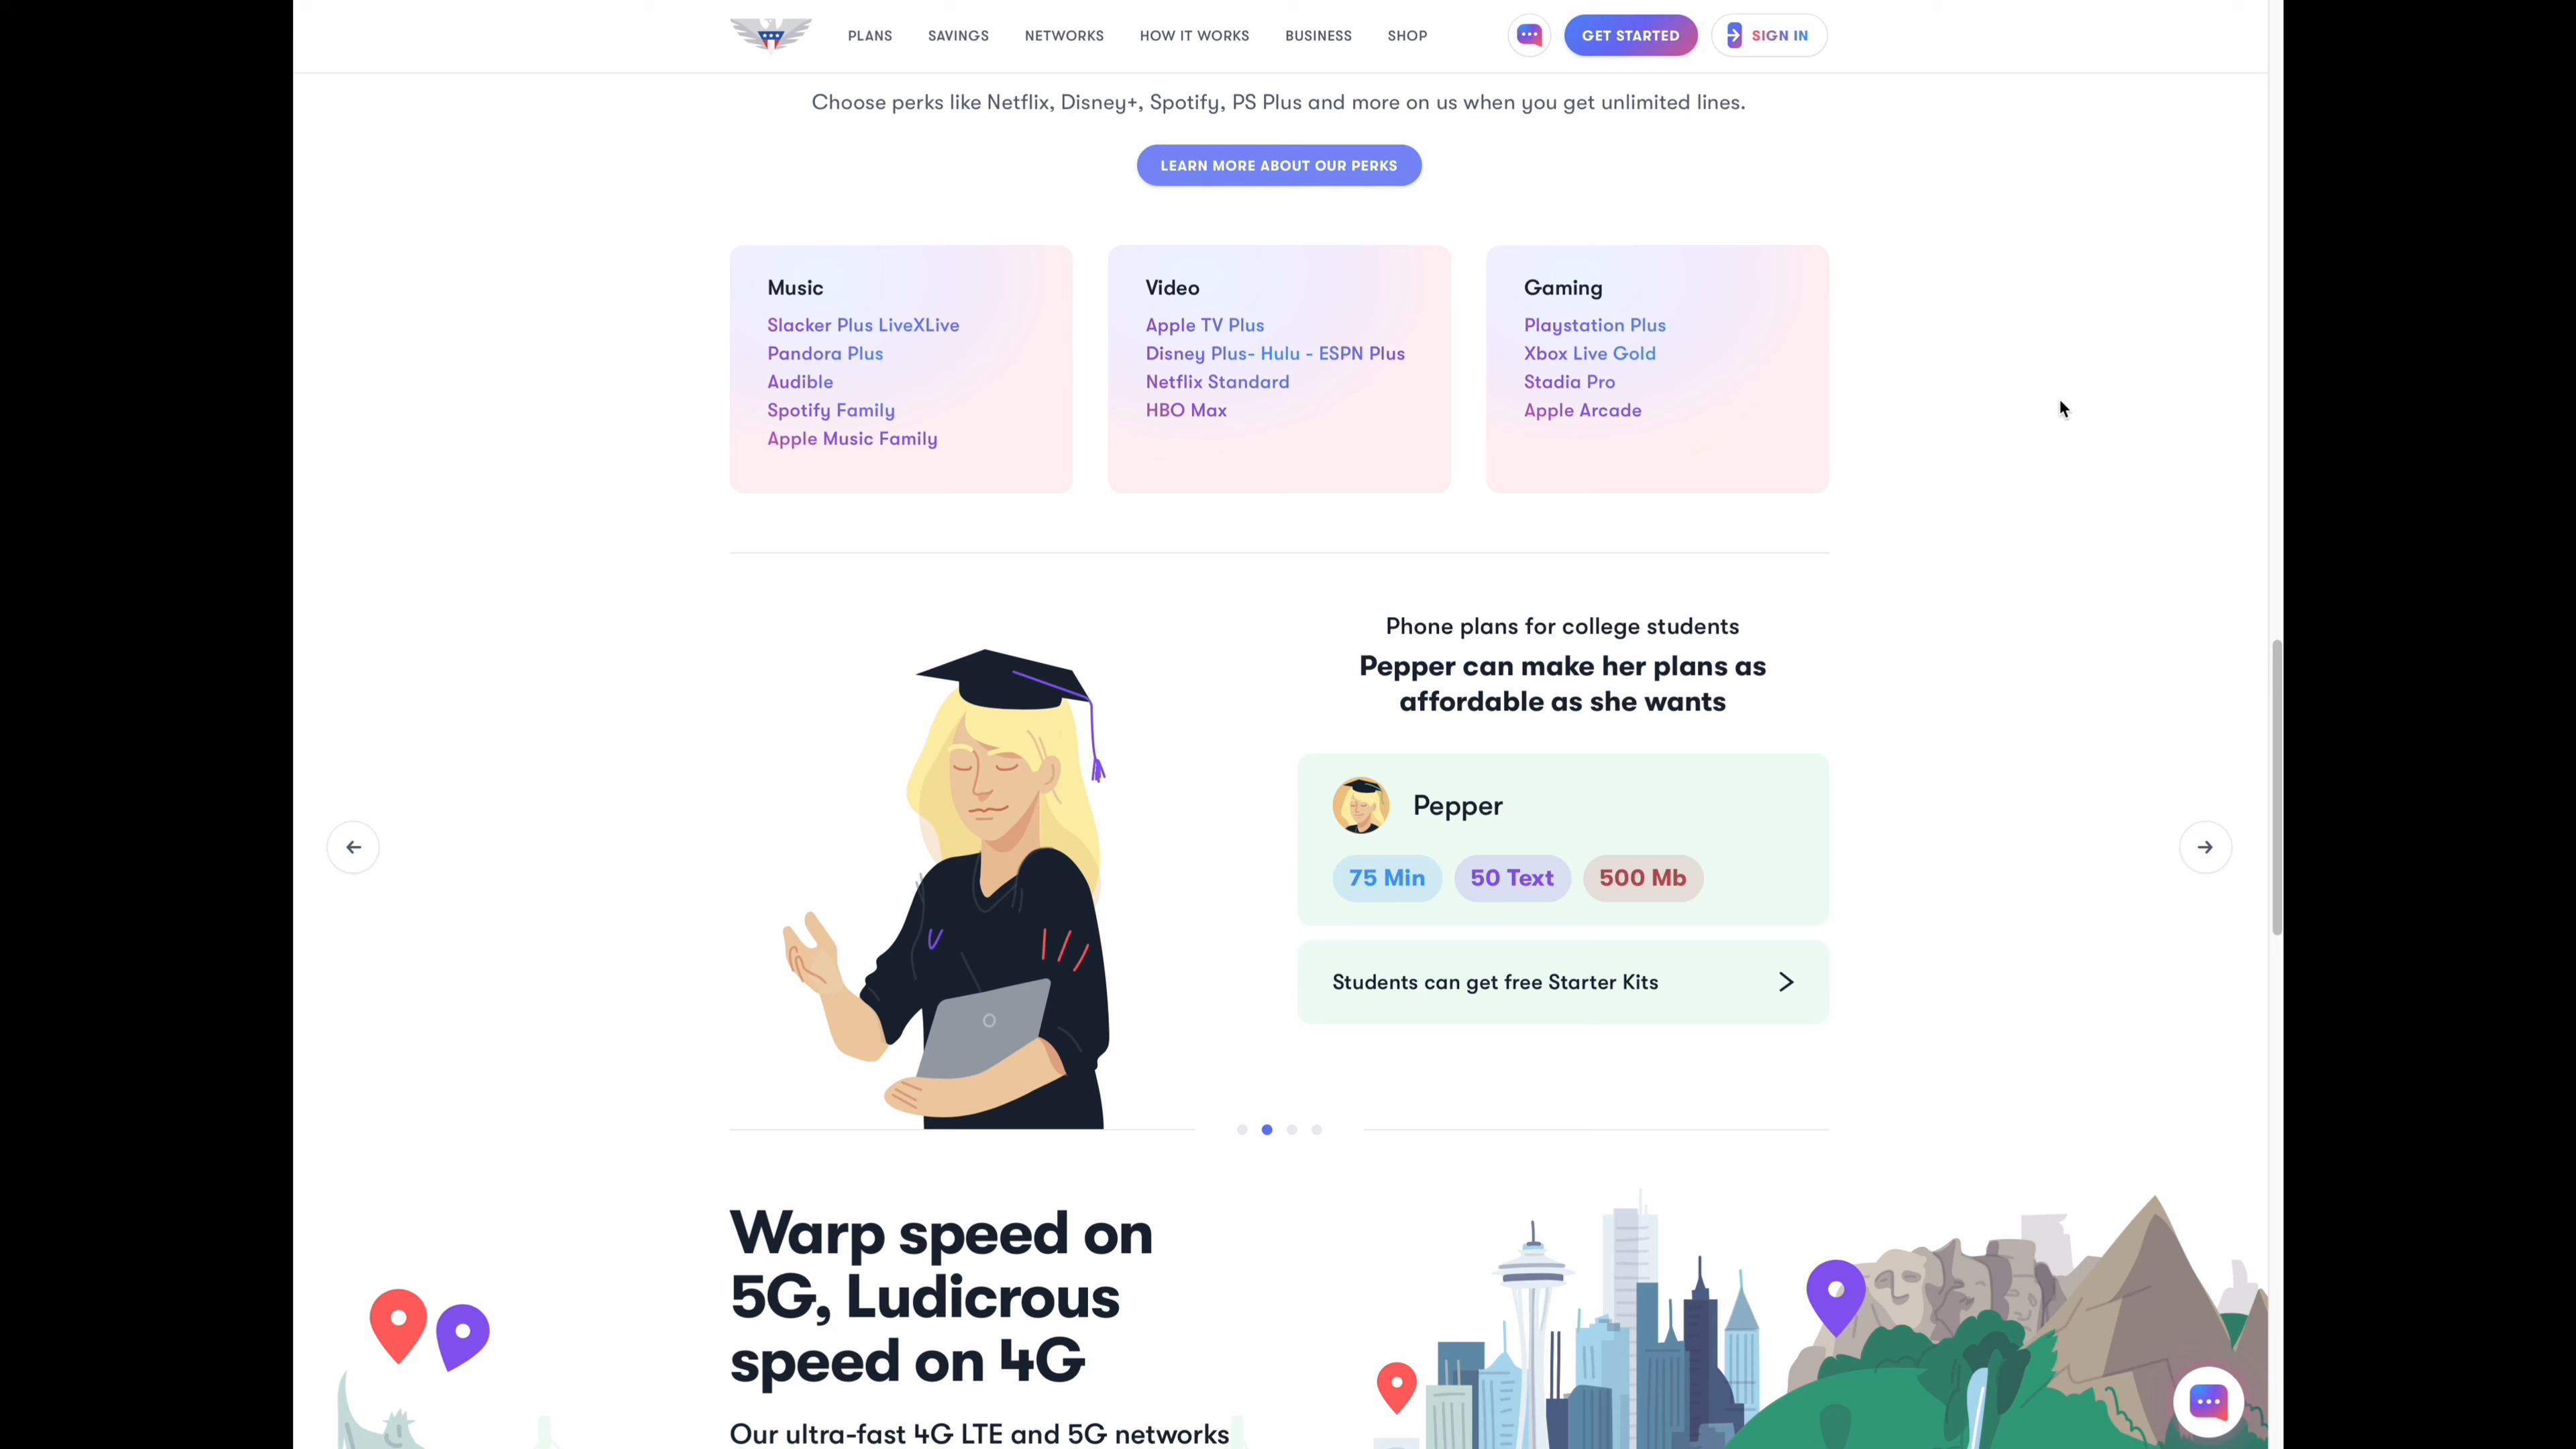 PLANS
SAVINGS
NETWORKS
HOW IT WORKS
BUSINESS
SHOP
GET STARTED
SIGN IN
Choose perks like Netflix, Disney+, Spotify, PS Plus and more on us when you get unlimited lines.
LEARN MORE ABOUT OUR PERKS
Music
Slacker Plus LiveXLive
Pandora Plus
Audible
Spotify Family
Apple Music Family
Video
Apple TV Plus
Disney Plus- Hulu - ESPN Plus
Netflix Standard
HBO Max
Gaming
Playstation Plus
Xbox Live Gold
Stadia Pro
Apple Arcade
Phone plans for college students
Pepper can make her plans as
affordable as she wants
Pepper
75 Min
50 Text
500 Mb
Students can get free Starter Kits
Warp speed on
5G, Ludicrous
speed on 4G
Our ultra-fast 4G LTE and 5G networks